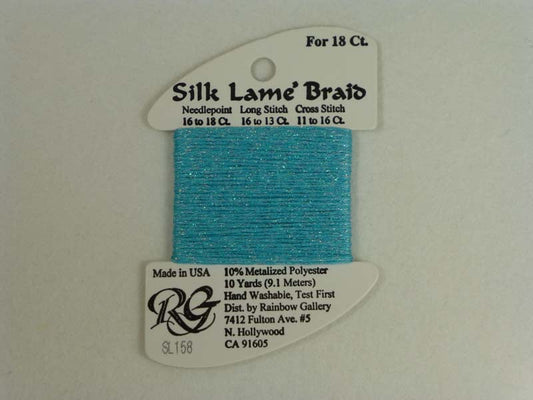 For 18 Ct.
Silk Lame' Braid
Needlepoint Long Stitch Cross Stitch
16 to 18 Ct. 16 to 13 Ct. 11 to 16 Ct.
Made in USA
RG
SL158
10% Metalized Polyester
10 Yards (9.1 Meters)
Hand Washable, Test First
Dist. by Rainbow Gallery
7412 Fulton Ave. #5
N. Hollywood
CA 91605